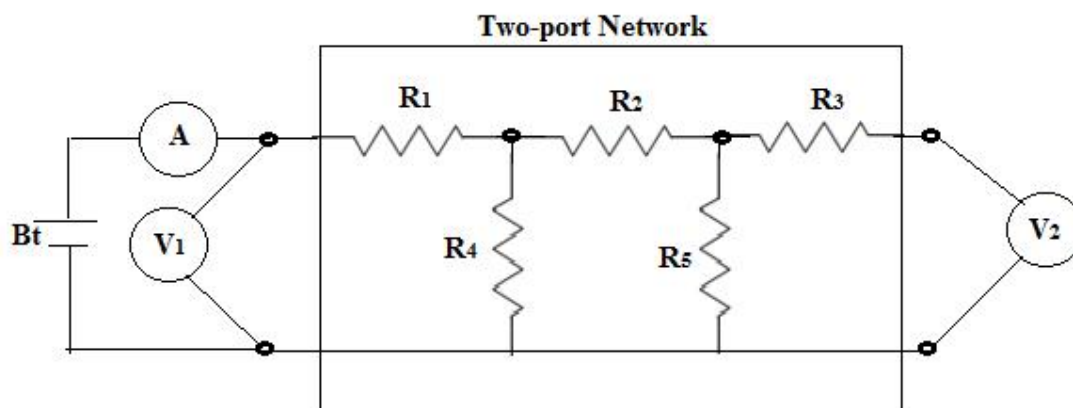 Two-port Network
R1
R2
R3
A
Bt
V1
R4
R5
V2